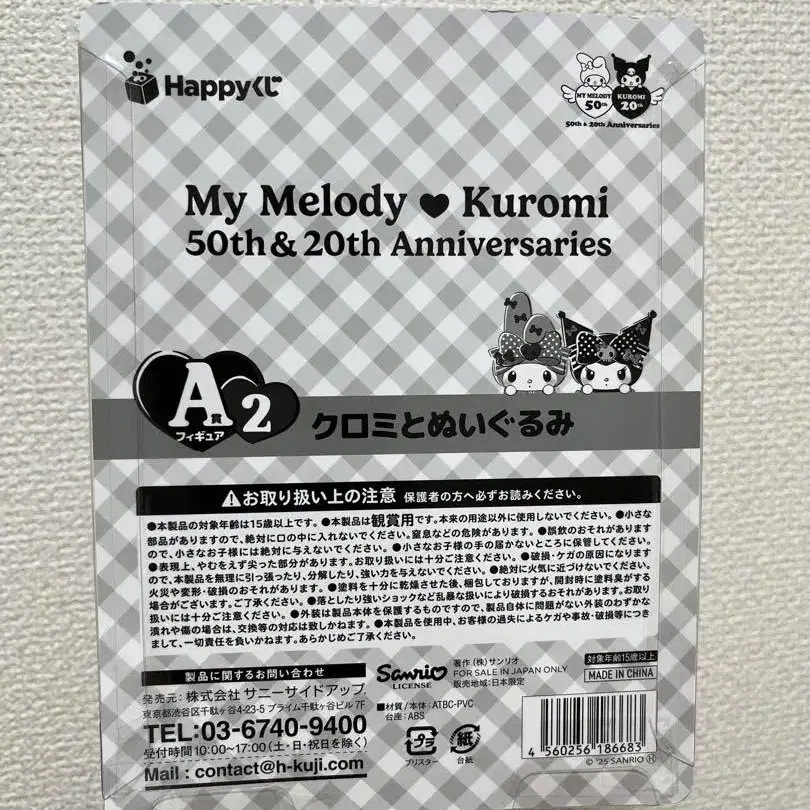 Happyくじ
MY MELODY 50th
KUROMI 20th
50th & 20th Anniversaries
My Melody ♥ Kuromi
50th & 20th Anniversaries
A賞
フィギュア
2
クロミとぬいぐるみ
⚠お取り扱い上の注意 保護者の方へ必ずお読みください。
●本製品の対象年齢は15歳以上です。●本製品は観賞用です。本来の用途以外に使用しないでください。●小さな
部品がありますので、絶対に口の中に入れないでください。窒息などの危険があります。●誤飲のおそれがあります
ので、小さなお子様には絶対に与えないでください。●小さなお子様の手の届かないところに保管してください。
●表現上、やむをえず尖った部分があります。お取り扱いには十分ご注意ください。●破損・ケガの原因になります
ので、本製品を無理に引っ張ったり、分解したり、強い力を与えないでください。●絶対に火気に近づけないでください。
火災や変形・破損のおそれがあります。●塗料を十分に乾燥させた後、梱包しておりますが、開封時に塗料臭がする
場合がございます。ご了承ください。●落としたり強いショックなど乱暴な扱いにより破損するおそれがあります。お取り
扱いには十分ご注意ください。●外装は製品本体を保護するものですので、製品自体に問題がない外装のわずかな
潰れや傷の場合は、交換等の対応は致しかねます。●本製品を使用中、お客様の過失によるケガや事故・破損等につき
まして、一切責任を負いかねます。あらかじめご了承ください。
製品に関するお問い合わせ
発売元:株式会社 サニーサイドアップ
東京都渋谷区千駄ヶ谷4-23-5 プライム千駄ヶ谷ビル 7F
TEL:03-6740-9400
受付時間10:00~17:00(土・日・祝日を除く)
Mail : contact@h-kuji.com
Sanrio
LICENSE
著作(株)サンリオ
FOR SALE IN JAPAN ONLY
販売地域:日本限定
■材質/本体:ATBC-PVC
台座:ABS
プラ
ブリスター
紙
台紙
対象年齢15歳以上
MADE IN CHINA
4 560256 186683
© '25 SANRIO Ⓗ